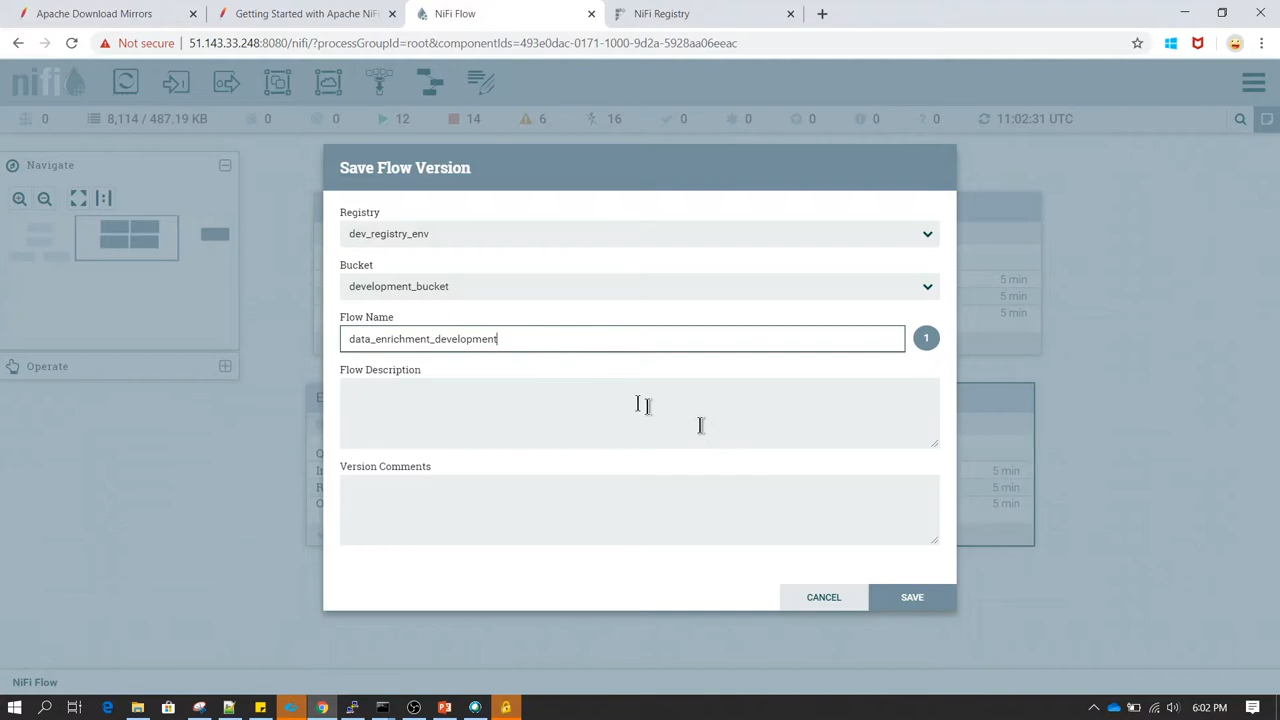 Apache Download Mirrors
Getting Started with Apache NiFi
NiFi Flow
NiFi Registry
Not secure
51.143.33.248:8080/nifi/?processGroupId=root&componentIds=493e0dac-0171-1000-9d2a-5928aa06eeac
nifi
0
8,114 / 487.19 KB
0
0
12
14
6
16
0
0
0
0
0
11:02:31 UTC
Navigate
Operate
Save Flow Version
Registry
dev_registry_env
Bucket
development_bucket
Flow Name
data_enrichment_development
1
Flow Description
Version Comments
CANCEL
SAVE
5 min
5 min
5 min
5 min
5 min
5 min
NiFi Flow
6:02 PM